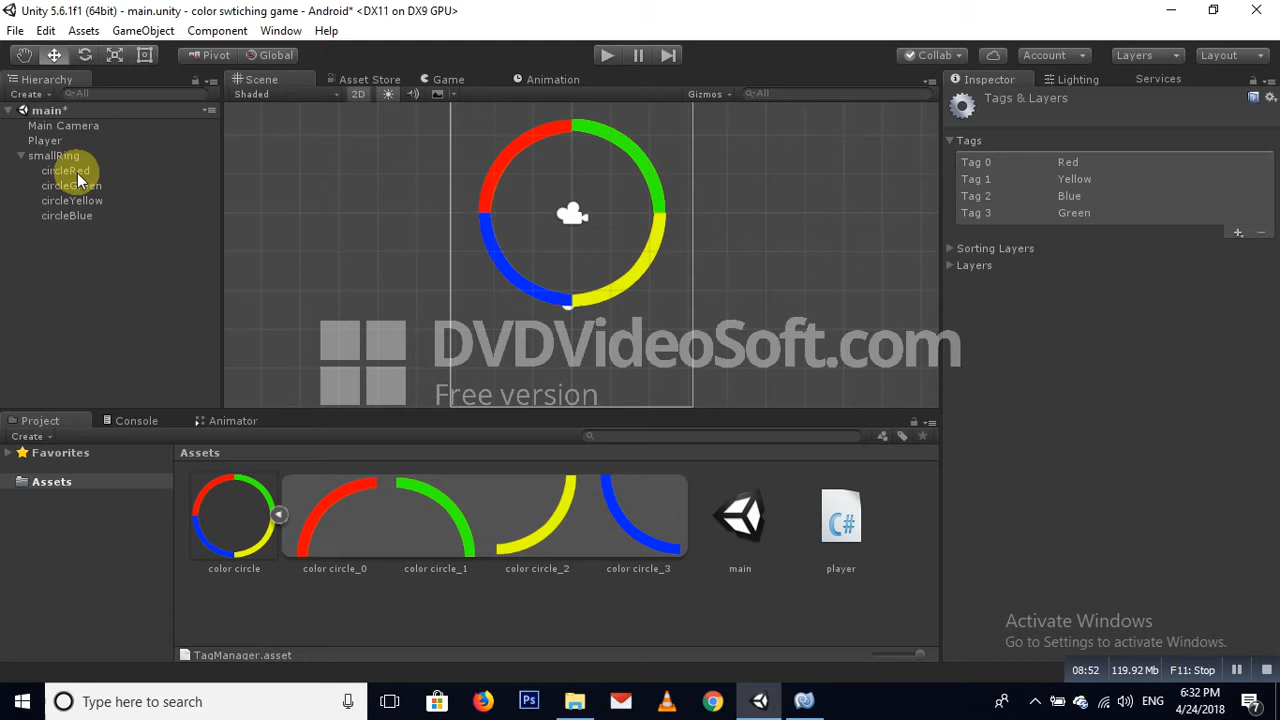 Unity 5.6.1f1 (64bit) - main.unity - color swtiching game - Android* <DX11 on DX9 GPU>
File Edit Assets GameObject Component Window Help
Pivot Global Collab Account Layers Layout
Hierarchy Scene Asset Store Game Animation Inspector Lighting Services
Create All Shaded 2D Gizmos All Tags & Layers
main*
Main Camera
Player
smallRing
circleRed
circleGreen
circleYellow
circleBlue
Tags
Tag 0 Red
Tag 1 Yellow
Tag 2 Blue
Tag 3 Green
Sorting Layers
Layers
DVDVideoSoft.com
Free version
Project Console Animator
Create
Favorites
Assets
Assets
color circle color circle_0 color circle_1 color circle_2 color circle_3 main player
C#
TagManager.asset
Activate Windows
Go to Settings to activate Windows.
08:52 119.92 Mb F11: Stop
Type here to search
Ps
ENG
6:32 PM
4/24/2018
7